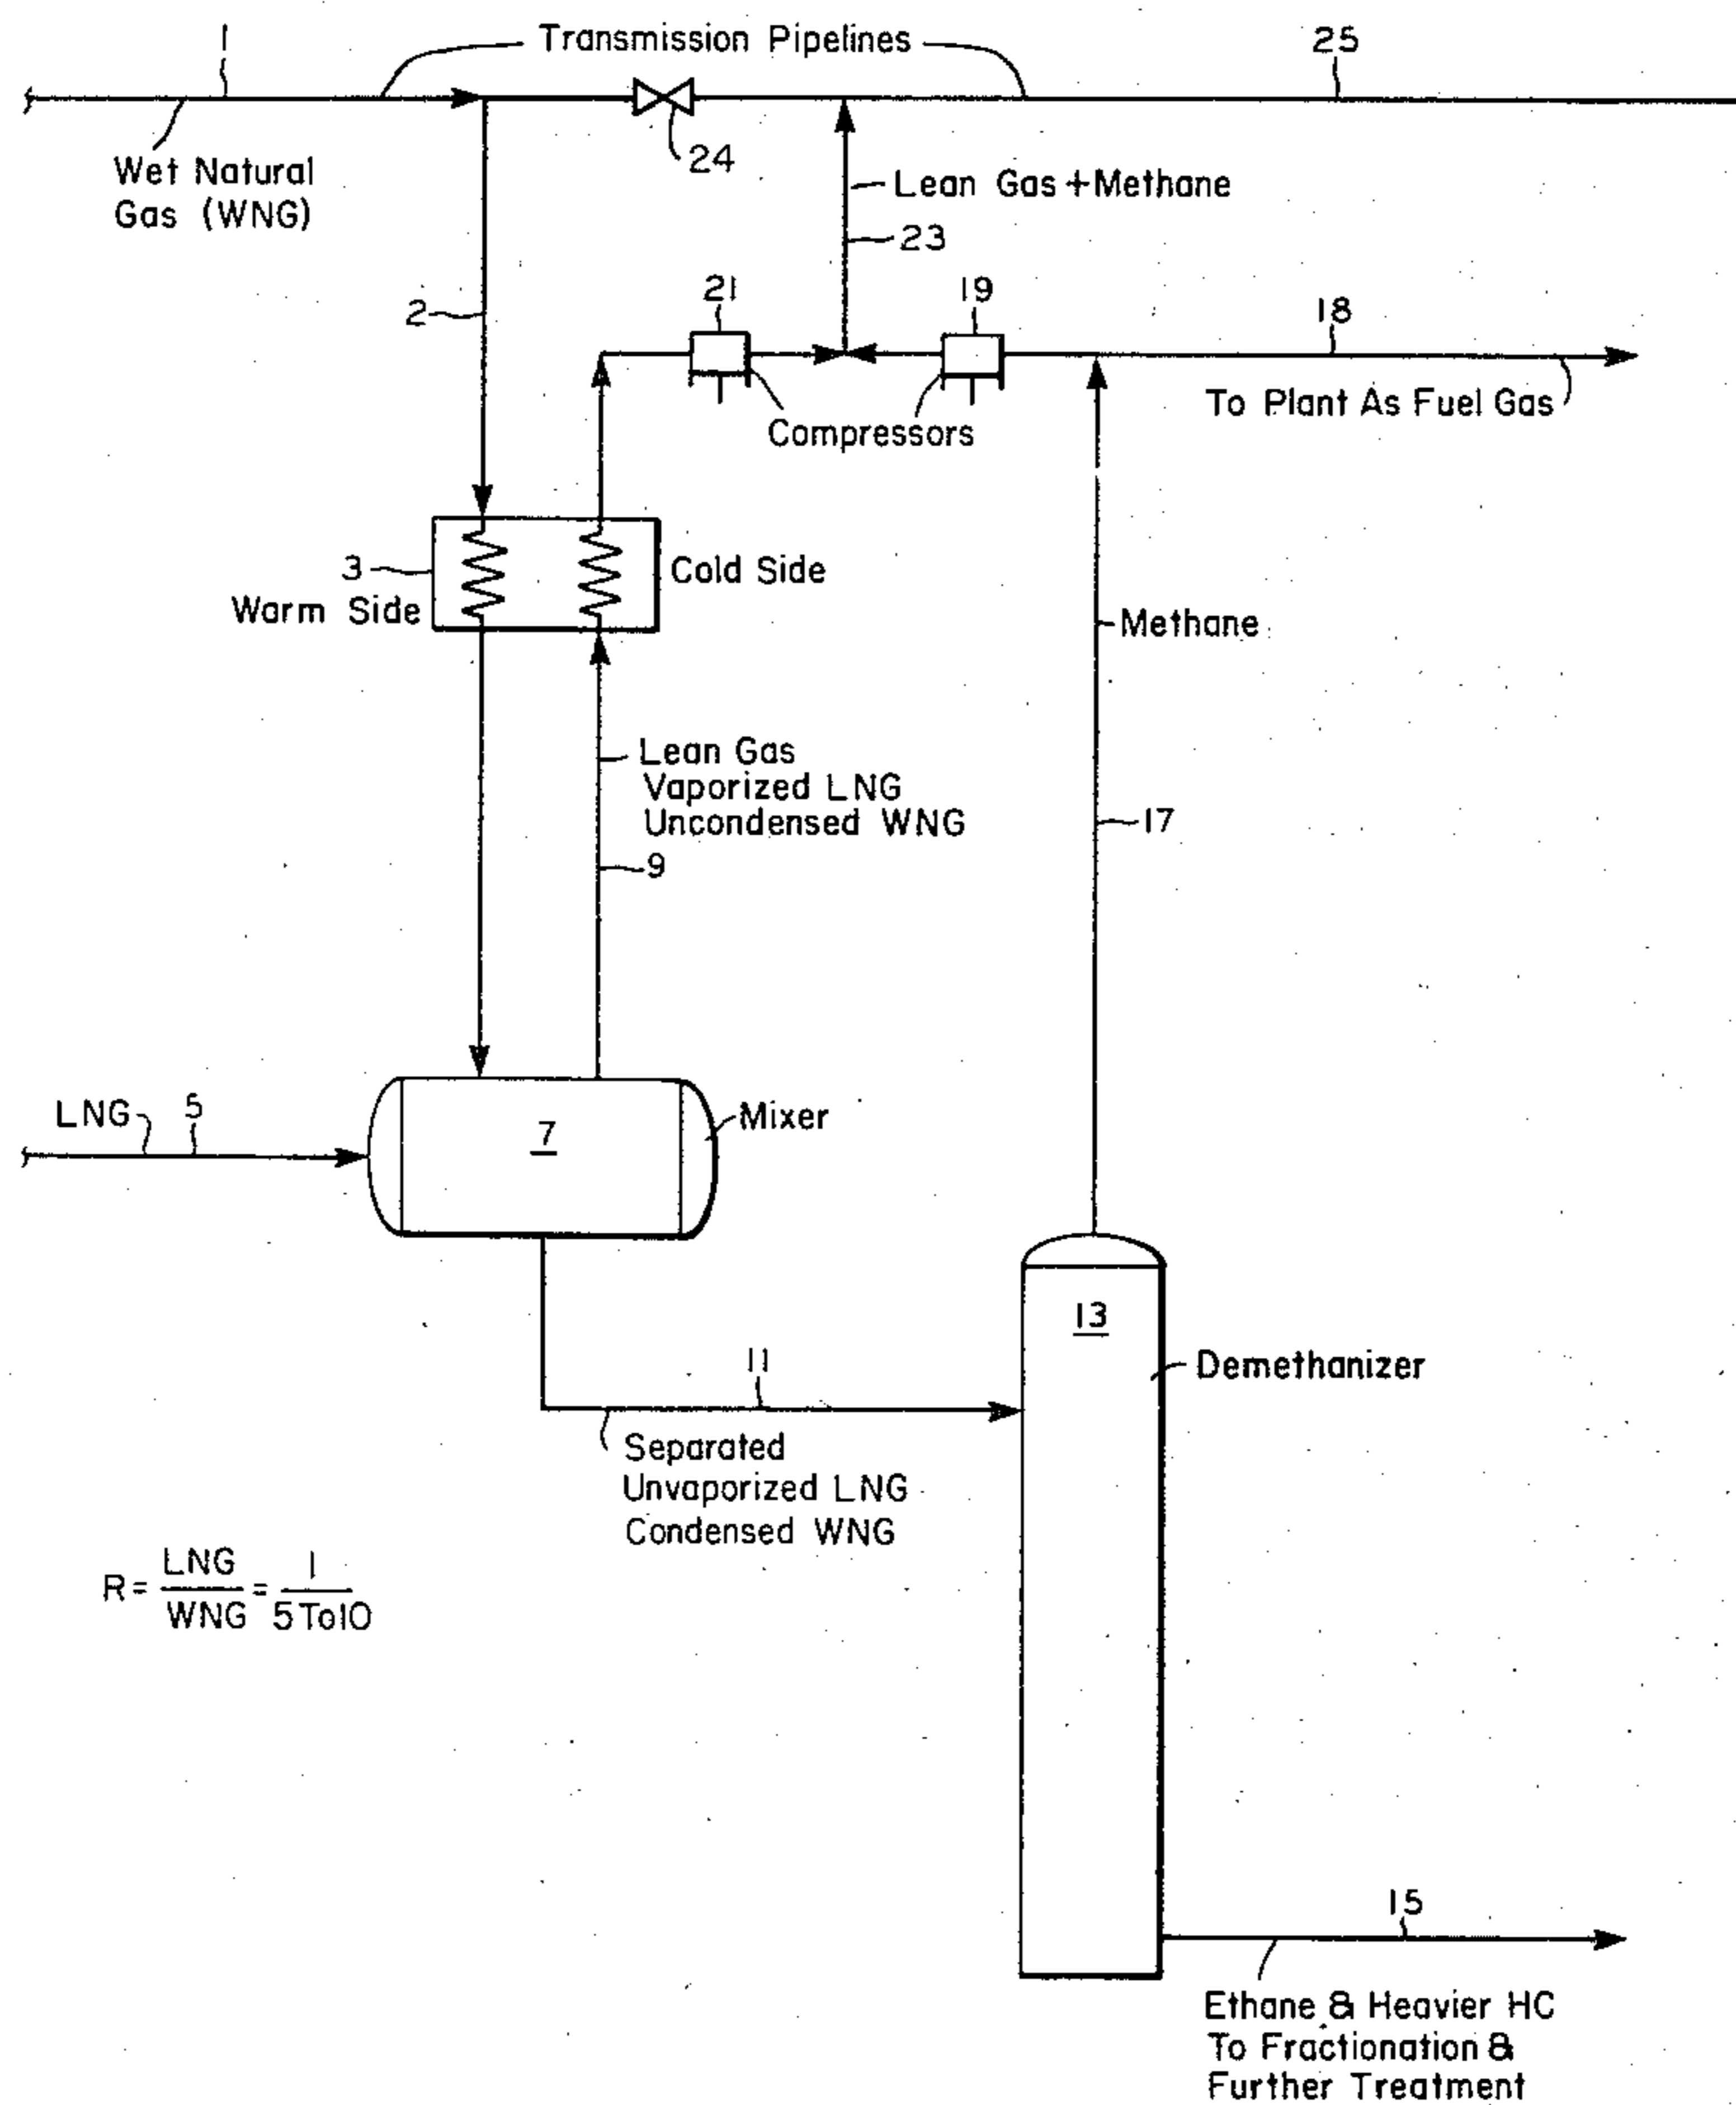 1
Transmission Pipelines
25
Wet Natural
Gas (WNG)
24
Lean Gas + Methane
23
2
21
19
18
To Plant As Fuel Gas
Compressors
3
Warm Side
Cold Side
Methane
Lean Gas
Vaporized LNG
Uncondensed WNG
9
17
LNG
5
7
Mixer
13
Demethanizer
11
Separated
Unvaporized LNG
Condensed WNG
R = LNG / WNG = 1 / 5 To 10
15
Ethane & Heavier HC
To Fractionation &
Further Treatment